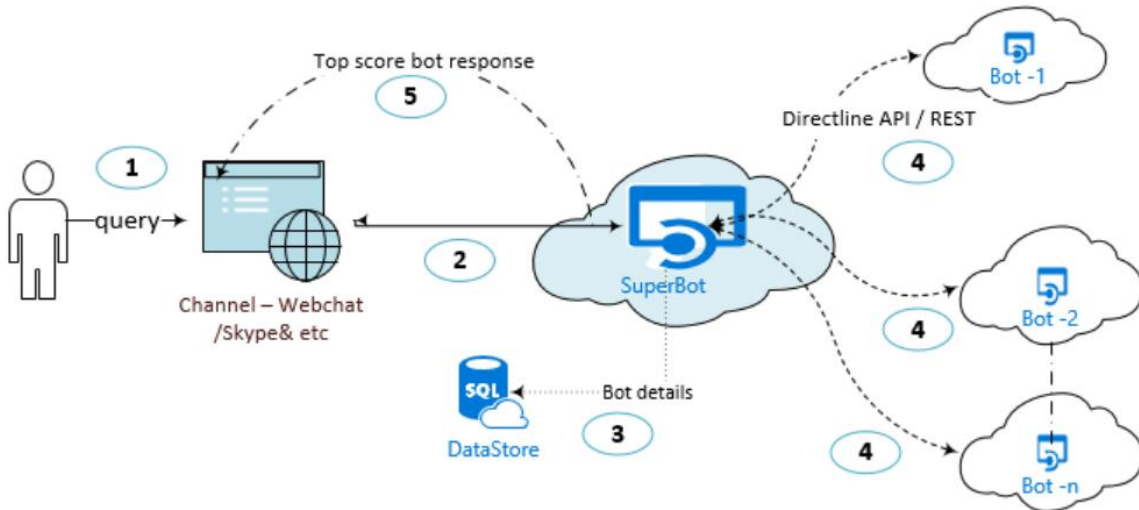 Top score bot response
5
1
query
Channel – Webchat
/Skype& etc
2
SuperBot
SQL
DataStore
Bot details
3
Directline API / REST
4
Bot -1
4
Bot -2
4
Bot -n